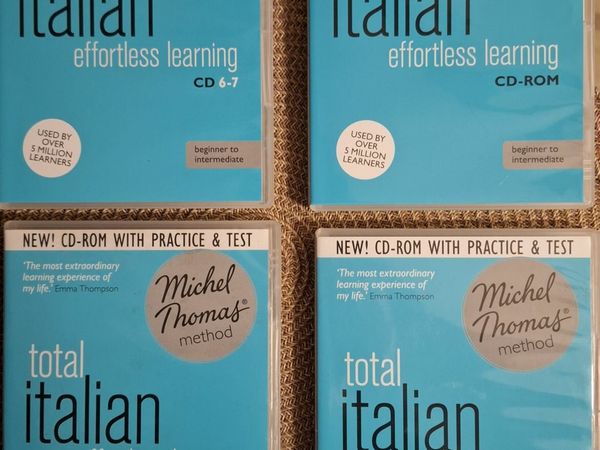 italian
effortless learning
CD 6-7
USED BY
OVER
5 MILLION
LEARNERS
beginner to
intermediate
italian
effortless learning
CD-ROM
USED BY
OVER
5 MILLION
LEARNERS
beginner to
intermediate
NEW! CD-ROM WITH PRACTICE & TEST
'The most extraordinary
learning experience of
my life.' Emma Thompson
Michel
Thomas®
method
total
italian
NEW! CD-ROM WITH PRACTICE & TEST
'The most extraordinary
learning experience of
my life.' Emma Thompson
Michel
Thomas®
method
total
italian